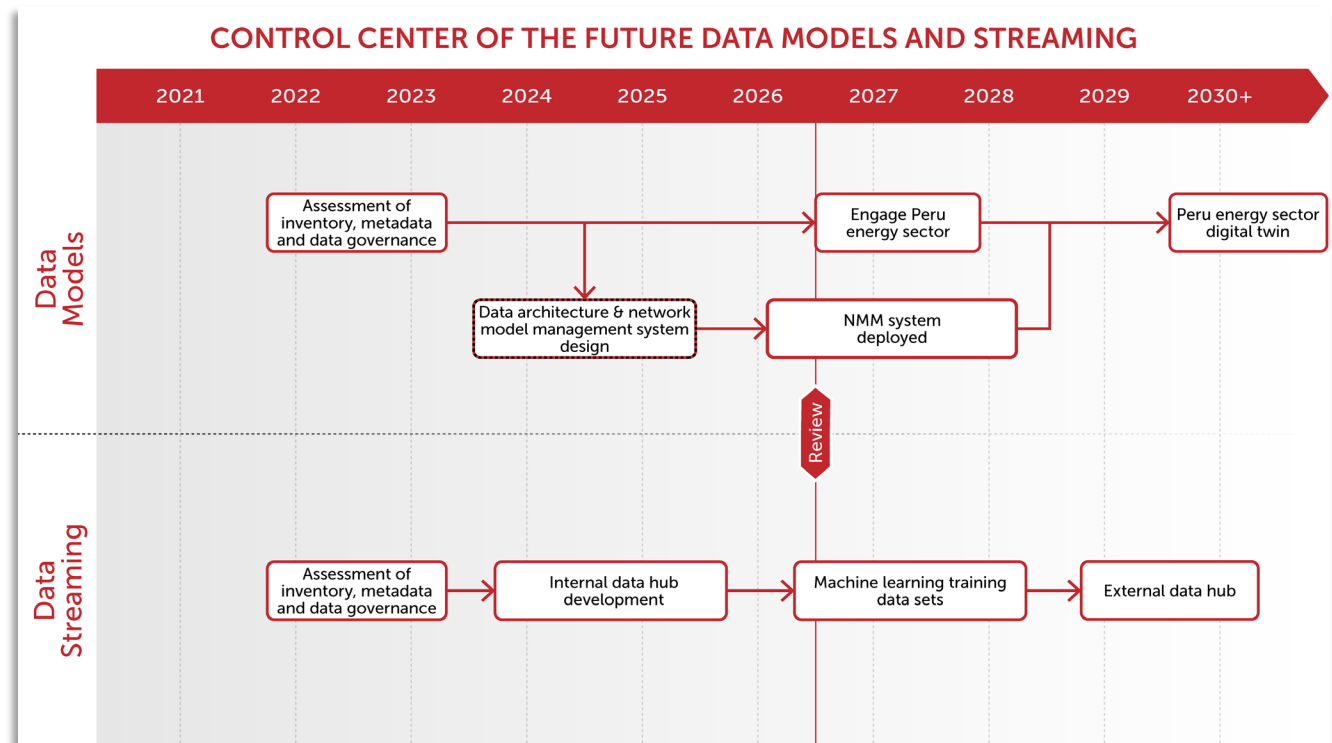 CONTROL CENTER OF THE FUTURE DATA MODELS AND STREAMING
2021 2022 2023 2024 2025 2026 2027 2028 2029 2030+
Data
Models
Assessment of
inventory, metadata
and data governance
Engage Peru
energy sector
Peru energy sector
digital twin
Data architecture & network
model management system
design
NMM system
deployed
Review
Data
Streaming
Assessment of
inventory, metadata
and data governance
Internal data hub
development
Machine learning training
data sets
External data hub